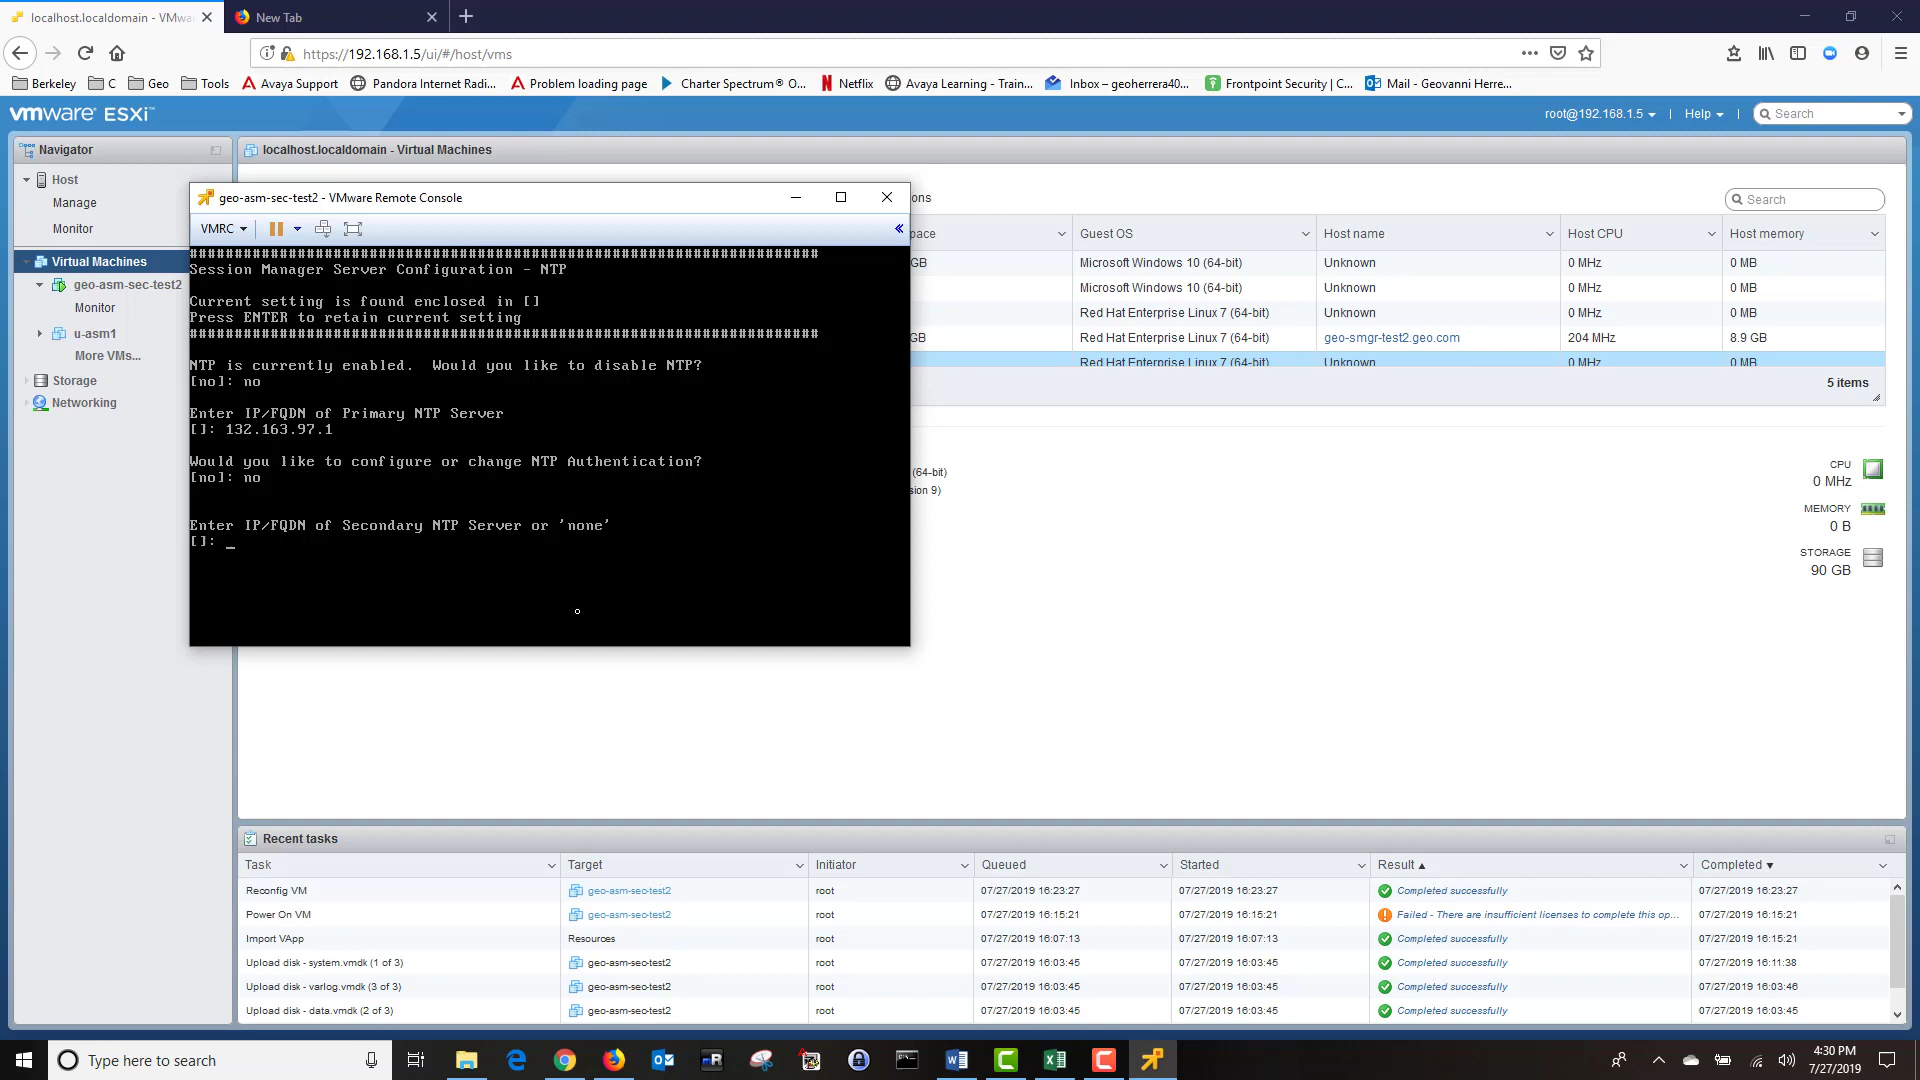 localhost.localdomain - VMwa
New Tab
https://192.168.1.5/ui/#/host/vms
Berkeley
C
Geo
Tools
Avaya Support
Pandora Internet Radi...
Problem loading page
Charter Spectrum® O...
Netflix
Avaya Learning - Train...
Inbox – geoherrera40...
Frontpoint Security | C...
Mail - Geovanni Herre...
vmware ESXi™
root@192.168.1.5
Help
Search
Navigator
localhost.localdomain - Virtual Machines
Host
Manage
Monitor
Virtual Machines
geo-asm-sec-test2
Monitor
u-asm1
More VMs...
Storage
Networking
geo-asm-sec-test2 - VMware Remote Console
VMRC
################################################################################
Session Manager Server Configuration - NTP
Current setting is found enclosed in []
Press ENTER to retain current setting
################################################################################
NTP is currently enabled.  Would you like to disable NTP?
[no]: no
Enter IP/FQDN of Primary NTP Server
[]: 132.163.97.1
Would you like to configure or change NTP Authentication?
[no]: no
Enter IP/FQDN of Secondary NTP Server or 'none'
[]: _
ons
Search
pace
Guest OS
Host name
Host CPU
Host memory
GB
Microsoft Windows 10 (64-bit)
Unknown
0 MHz
0 MB
Microsoft Windows 10 (64-bit)
Unknown
0 MHz
0 MB
Red Hat Enterprise Linux 7 (64-bit)
Unknown
0 MHz
0 MB
GB
Red Hat Enterprise Linux 7 (64-bit)
geo-smgr-test2.geo.com
204 MHz
8.9 GB
Red Hat Enterprise Linux 7 (64-bit)
Unknown
0 MHz
0 MB
5 items
(64-bit)
sion 9)
CPU
0 MHz
MEMORY
0 B
STORAGE
90 GB
Recent tasks
Task
Target
Initiator
Queued
Started
Result
Completed
Reconfig VM
geo-asm-sec-test2
root
07/27/2019 16:23:27
07/27/2019 16:23:27
Completed successfully
07/27/2019 16:23:27
Power On VM
geo-asm-sec-test2
root
07/27/2019 16:15:21
07/27/2019 16:15:21
Failed - There are insufficient licenses to complete this op...
07/27/2019 16:15:21
Import VApp
Resources
root
07/27/2019 16:07:13
07/27/2019 16:07:13
Completed successfully
07/27/2019 16:15:21
Upload disk - system.vmdk (1 of 3)
geo-asm-sec-test2
root
07/27/2019 16:03:45
07/27/2019 16:03:45
Completed successfully
07/27/2019 16:11:38
Upload disk - varlog.vmdk (3 of 3)
geo-asm-sec-test2
root
07/27/2019 16:03:45
07/27/2019 16:03:45
Completed successfully
07/27/2019 16:03:46
Upload disk - data.vmdk (2 of 3)
geo-asm-sec-test2
root
07/27/2019 16:03:45
07/27/2019 16:03:45
Completed successfully
07/27/2019 16:03:45
Type here to search
4:30 PM
7/27/2019